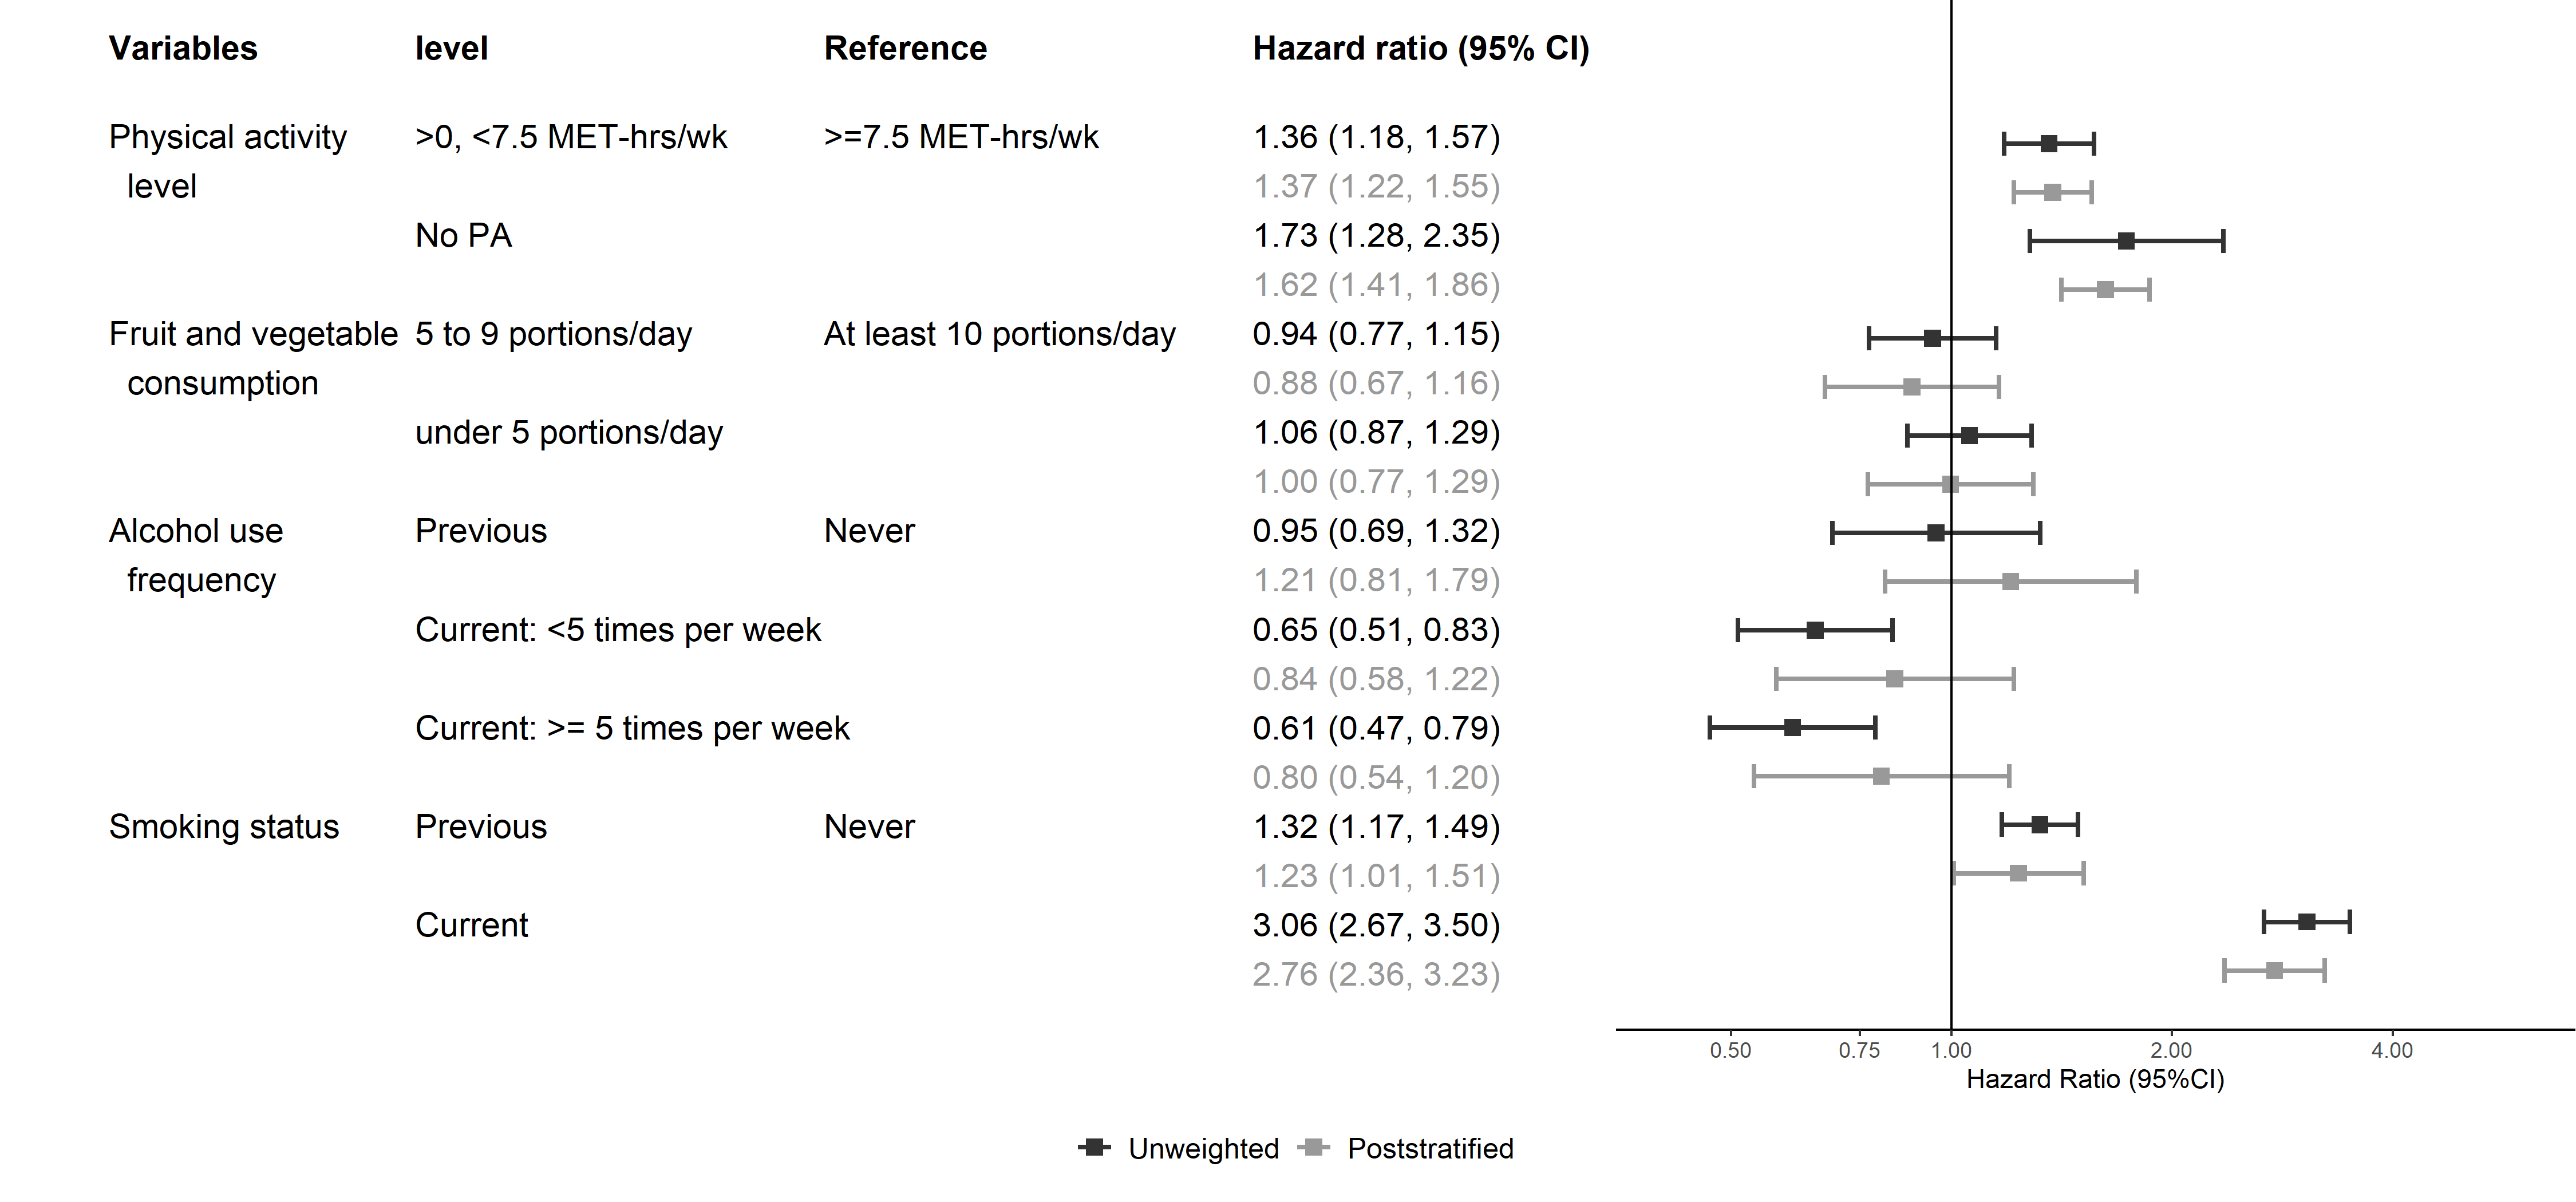 Variables level Reference Hazard ratio (95% CI)
Physical activity >0, <7.5 MET-hrs/wk >=7.5 MET-hrs/wk 1.36 (1.18, 1.57)
level 1.37 (1.22, 1.55)
No PA 1.73 (1.28, 2.35)
1.62 (1.41, 1.86)
Fruit and vegetable 5 to 9 portions/day At least 10 portions/day 0.94 (0.77, 1.15)
consumption 0.88 (0.67, 1.16)
under 5 portions/day 1.06 (0.87, 1.29)
1.00 (0.77, 1.29)
Alcohol use Previous Never 0.95 (0.69, 1.32)
frequency 1.21 (0.81, 1.79)
Current: <5 times per week 0.65 (0.51, 0.83)
0.84 (0.58, 1.22)
Current: >= 5 times per week 0.61 (0.47, 0.79)
0.80 (0.54, 1.20)
Smoking status Previous Never 1.32 (1.17, 1.49)
1.23 (1.01, 1.51)
Current 3.06 (2.67, 3.50)
2.76 (2.36, 3.23)
0.50 0.75 1.00 2.00 4.00
Hazard Ratio (95%CI)
Unweighted Poststratified